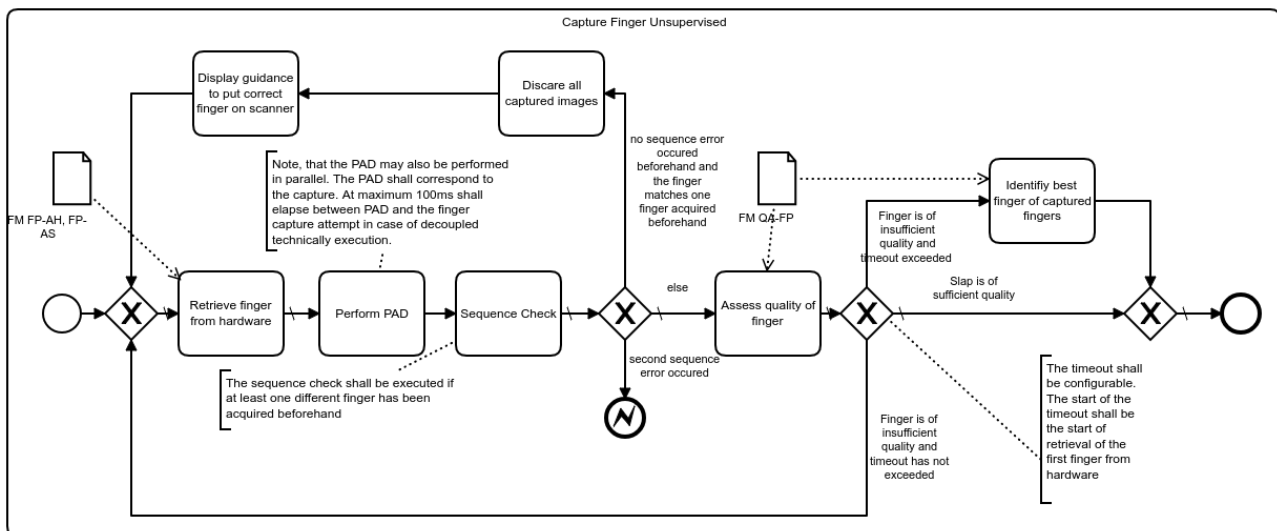 Capture Finger Unsupervised
Display guidance
to put correct
finger on scanner
Discare all
captured images
no sequence error
occured
beforehand and
the finger
matches one
finger acquired
beforehand
Note, that the PAD may also be performed
in parallel. The PAD shall correspond to
the capture. At maximum 100ms shall
elapse between PAD and the finger
capture attempt in case of decoupled
technically execution.
FM FP-AH, FP-
AS
FM QA-FP
Identifiy best
finger of captured
fingers
Finger is of
insufficient
quality and
timeout exceeded
Retrieve finger
from hardware
Perform PAD
Sequence Check
else
Assess quality of
finger
Slap is of
sufficient quality
second sequence
error occured
The sequence check shall be executed if
at least one different finger has been
acquired beforehand
Finger is of
insufficient
quality and
timeout has not
exceeded
The timeout shall
be configurable.
The start of the
timeout shall be
the start of
retrieval of the
first finger from
hardware